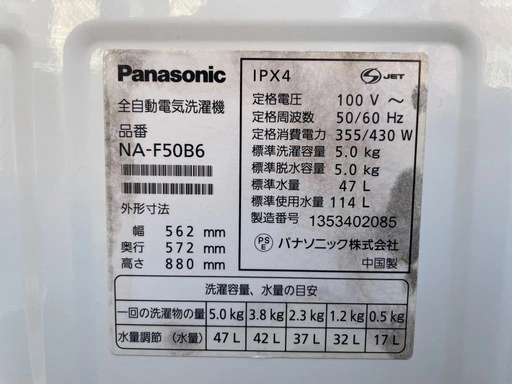 Panasonic
全自動電気洗濯機
品番
NA-F50B6
外形寸法
幅 562 mm
奥行 572 mm
高さ 880 mm
IPX4
JET
定格電圧 100 V ～
定格周波数 50/60 Hz
定格消費電力 355/430 W
標準洗濯容量 5.0 kg
標準脱水容量 5.0 kg
標準水量 47 L
標準使用水量 114 L
製造番号 1353402085
PSE パナソニック株式会社
中国製
洗濯容量、水量の目安
一回の洗濯物の量 5.0 kg 3.8 kg 2.3 kg 1.2 kg 0.5 kg
水量調節（水量） 47 L 42 L 37 L 32 L 17 L